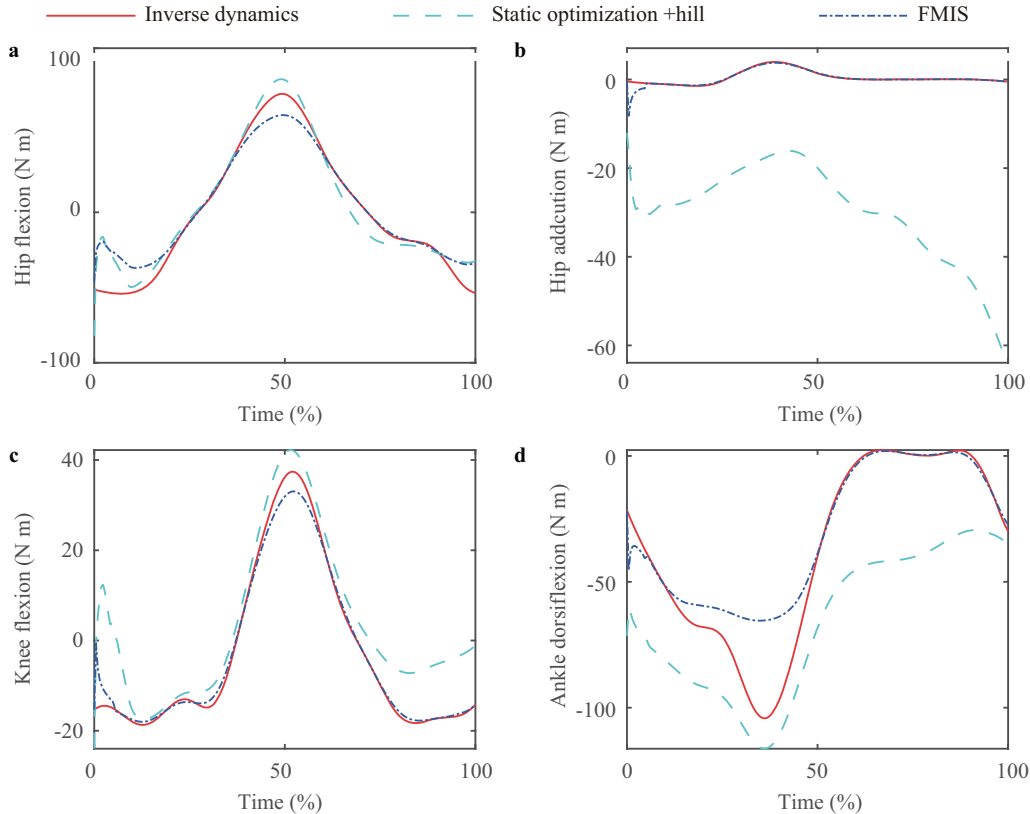 Inverse dynamics Static optimization +hill FMIS
a b
100
0
-100
Hip flexion (N m)
0 50 100
Time (%)
0
-20
-40
-60
Hip addcution (N m)
0 50 100
Time (%)
c d
40
20
0
-20
Knee flexion (N m)
0 50 100
Time (%)
0
-50
-100
Ankle dorsiflexion (N m)
0 50 100
Time (%)